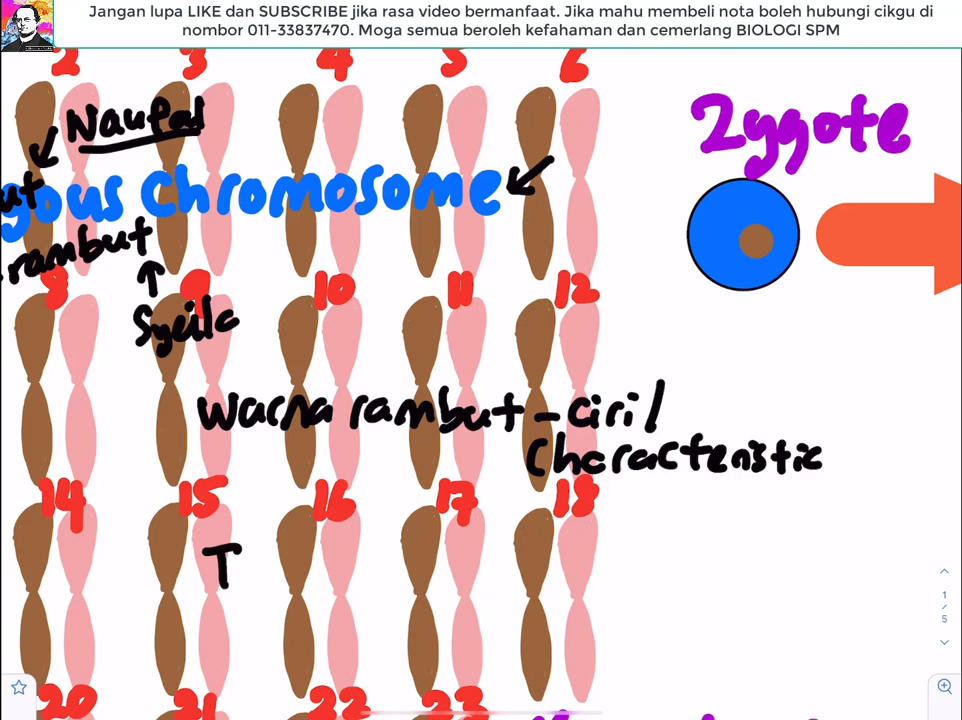 Jangan lupa LIKE dan SUBSCRIBE jika rasa video bermanfaat. Jika mahu membeli nota boleh hubungi cikgu di
nombor 011-33837470. Moga semua beroleh kefahaman dan cemerlang BIOLOGI SPM
2 3 4 5 6
Naufal
Zygote
gous Chromosome
rambut
8 9 10 11 12
Syeila
Warna rambut - ciri/
Characteristic
14 15 16 17 18
T
1
/
5
20 21 22 23